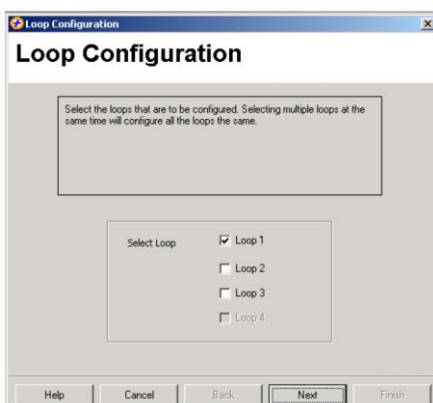 Loop Configuration
Loop Configuration
Select the loops that are to be configured. Selecting multiple loops at the
same time will configure all the loops the same.
Select Loop
Loop 1
Loop 2
Loop 3
Loop 4
Help Cancel Back Next Finish